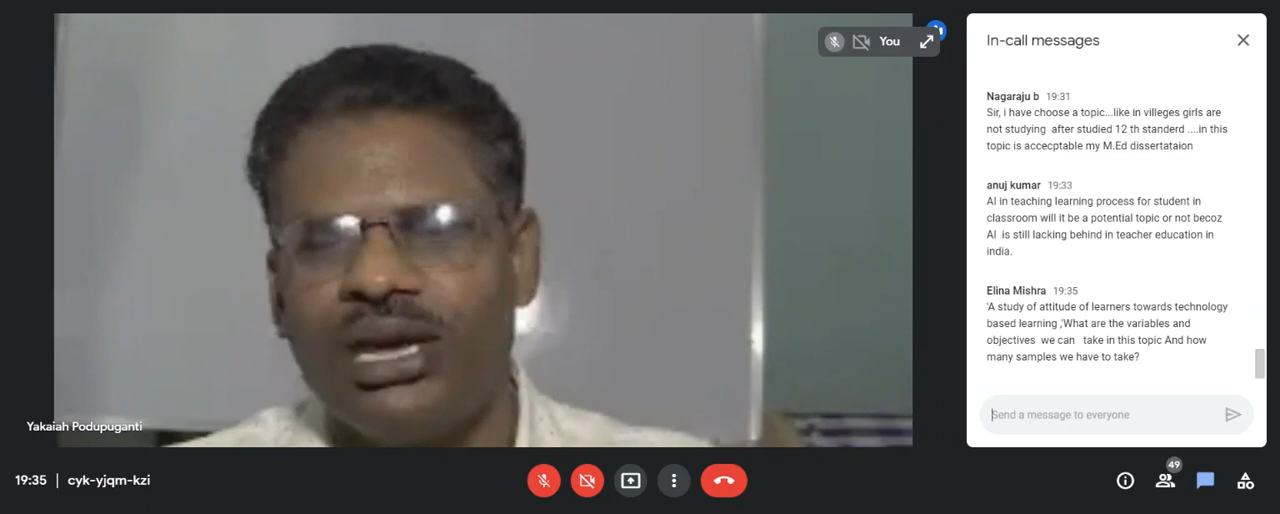 You
In-call messages
Nagaraju b 19:31
Sir, i have choose a topic...like in villeges girls are
not studying after studied 12 th standerd ....in this
topic is accecptable my M.Ed dissertataion
anuj kumar 19:33
AI in teaching learning process for student in
classroom will it be a potential topic or not becoz
AI is still lacking behind in teacher education in
india.
Elina Mishra 19:35
'A study of attitude of learners towards technology
based learning ,'What are the variables and
objectives we can take in this topic And how
many samples we have to take?
Send a message to everyone
Yakaiah Podupuganti
19:35 | cyk-yjqm-kzi
49